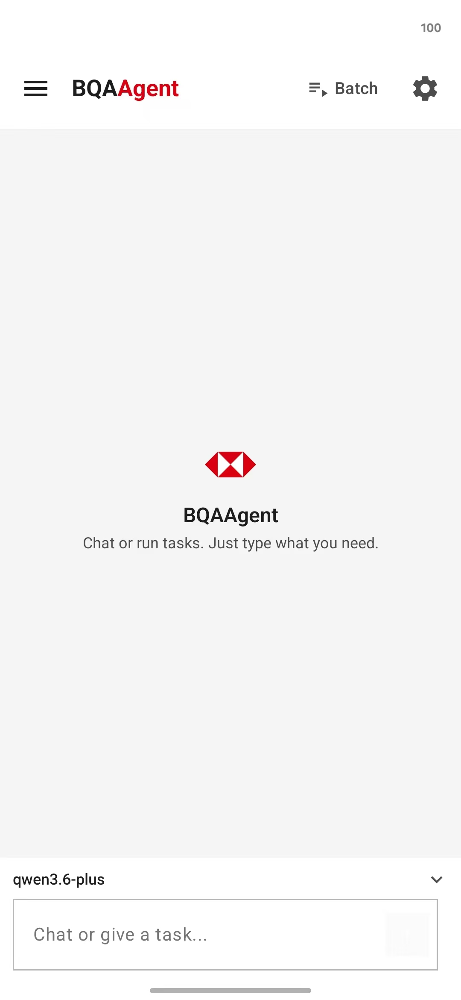 100
BQAAgent
Batch
BQAAgent
Chat or run tasks. Just type what you need.
qwen3.6-plus
Chat or give a task...